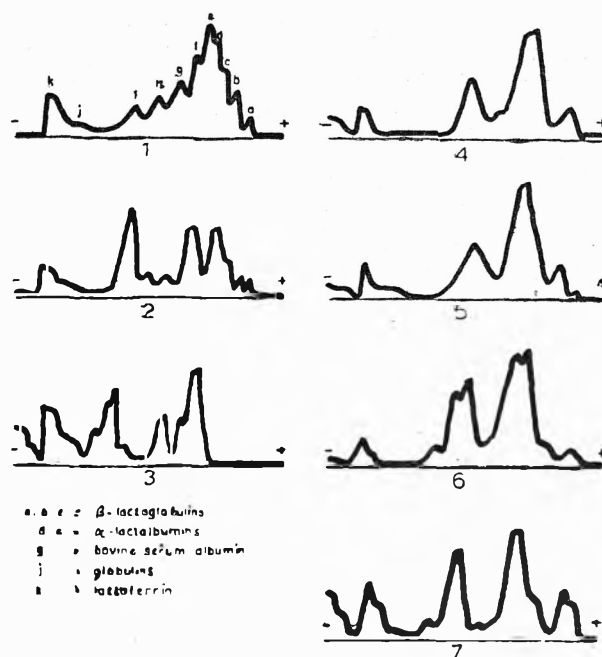 e
d
c
b
a
f
k
j
i
g
- +
1
- +
2
- +
3
- +
4
-
5
- +
6
- +
7
β-lactoglobulins
α-lactalbumins
g " bovine serum albumin
j globulins
k lactoferrin